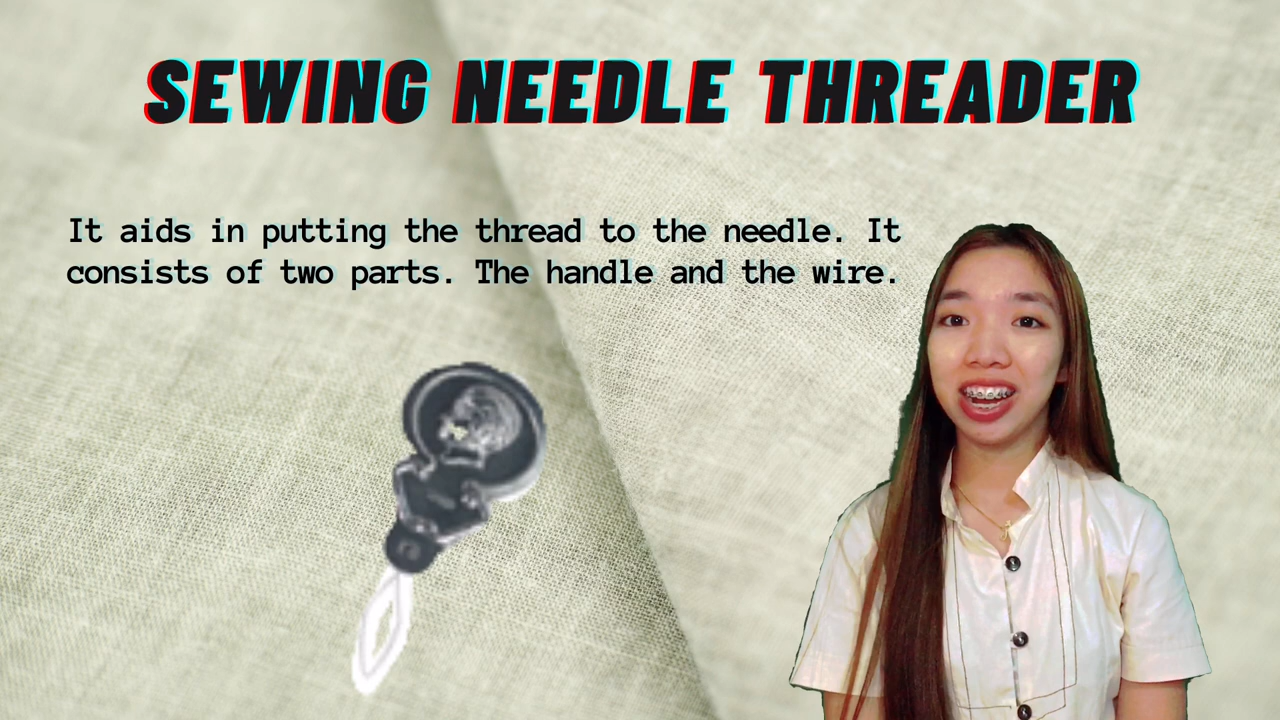 SEWING NEEDLE THREADER
It aids in putting the thread to the needle. It
consists of two parts. The handle and the wire.